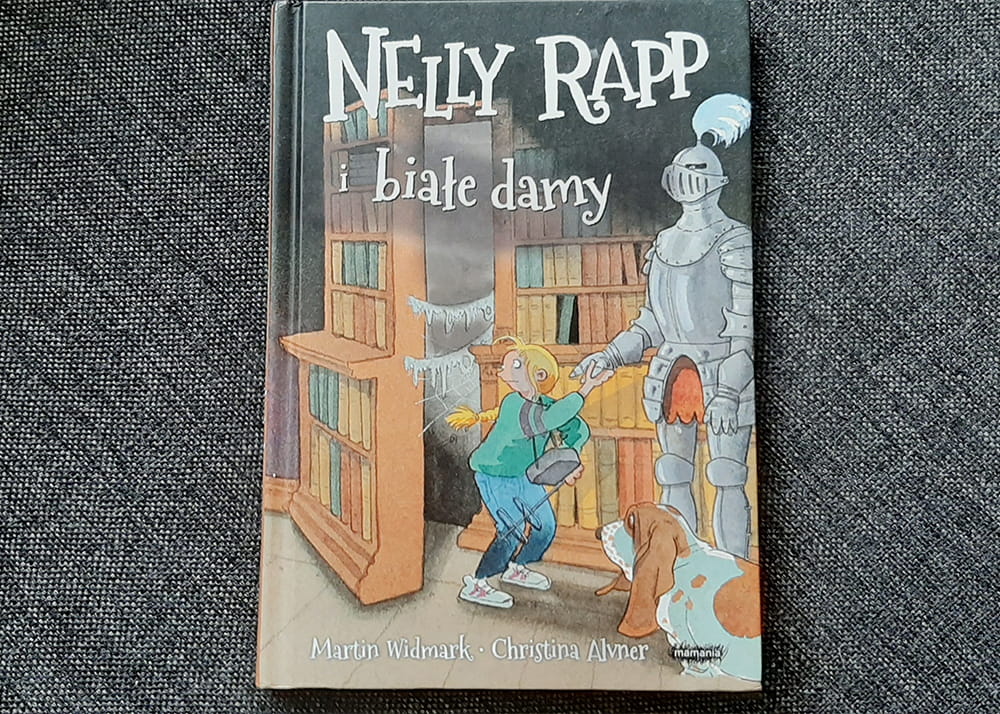 NELLY RAPP
i białe damy
Martin Widmark · Christina Alvner
mamania